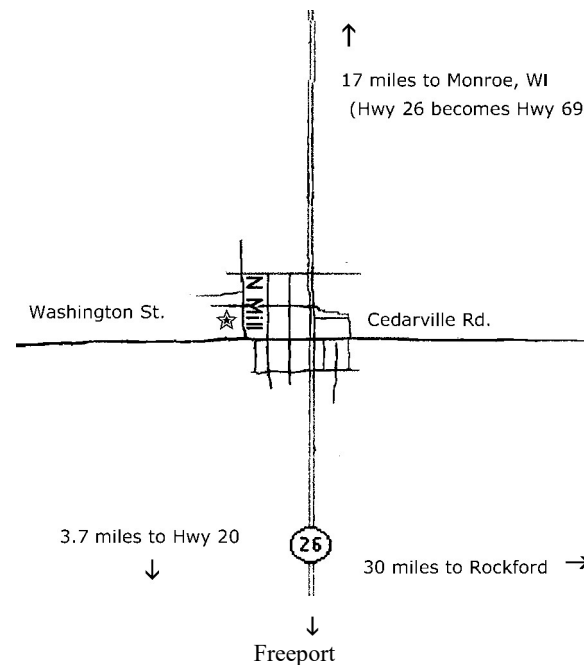 17 miles to Monroe, WI
(Hwy 26 becomes Hwy 69
N Mill
Washington St.
Cedarville Rd.
3.7 miles to Hwy 20
26
30 miles to Rockford
Freeport